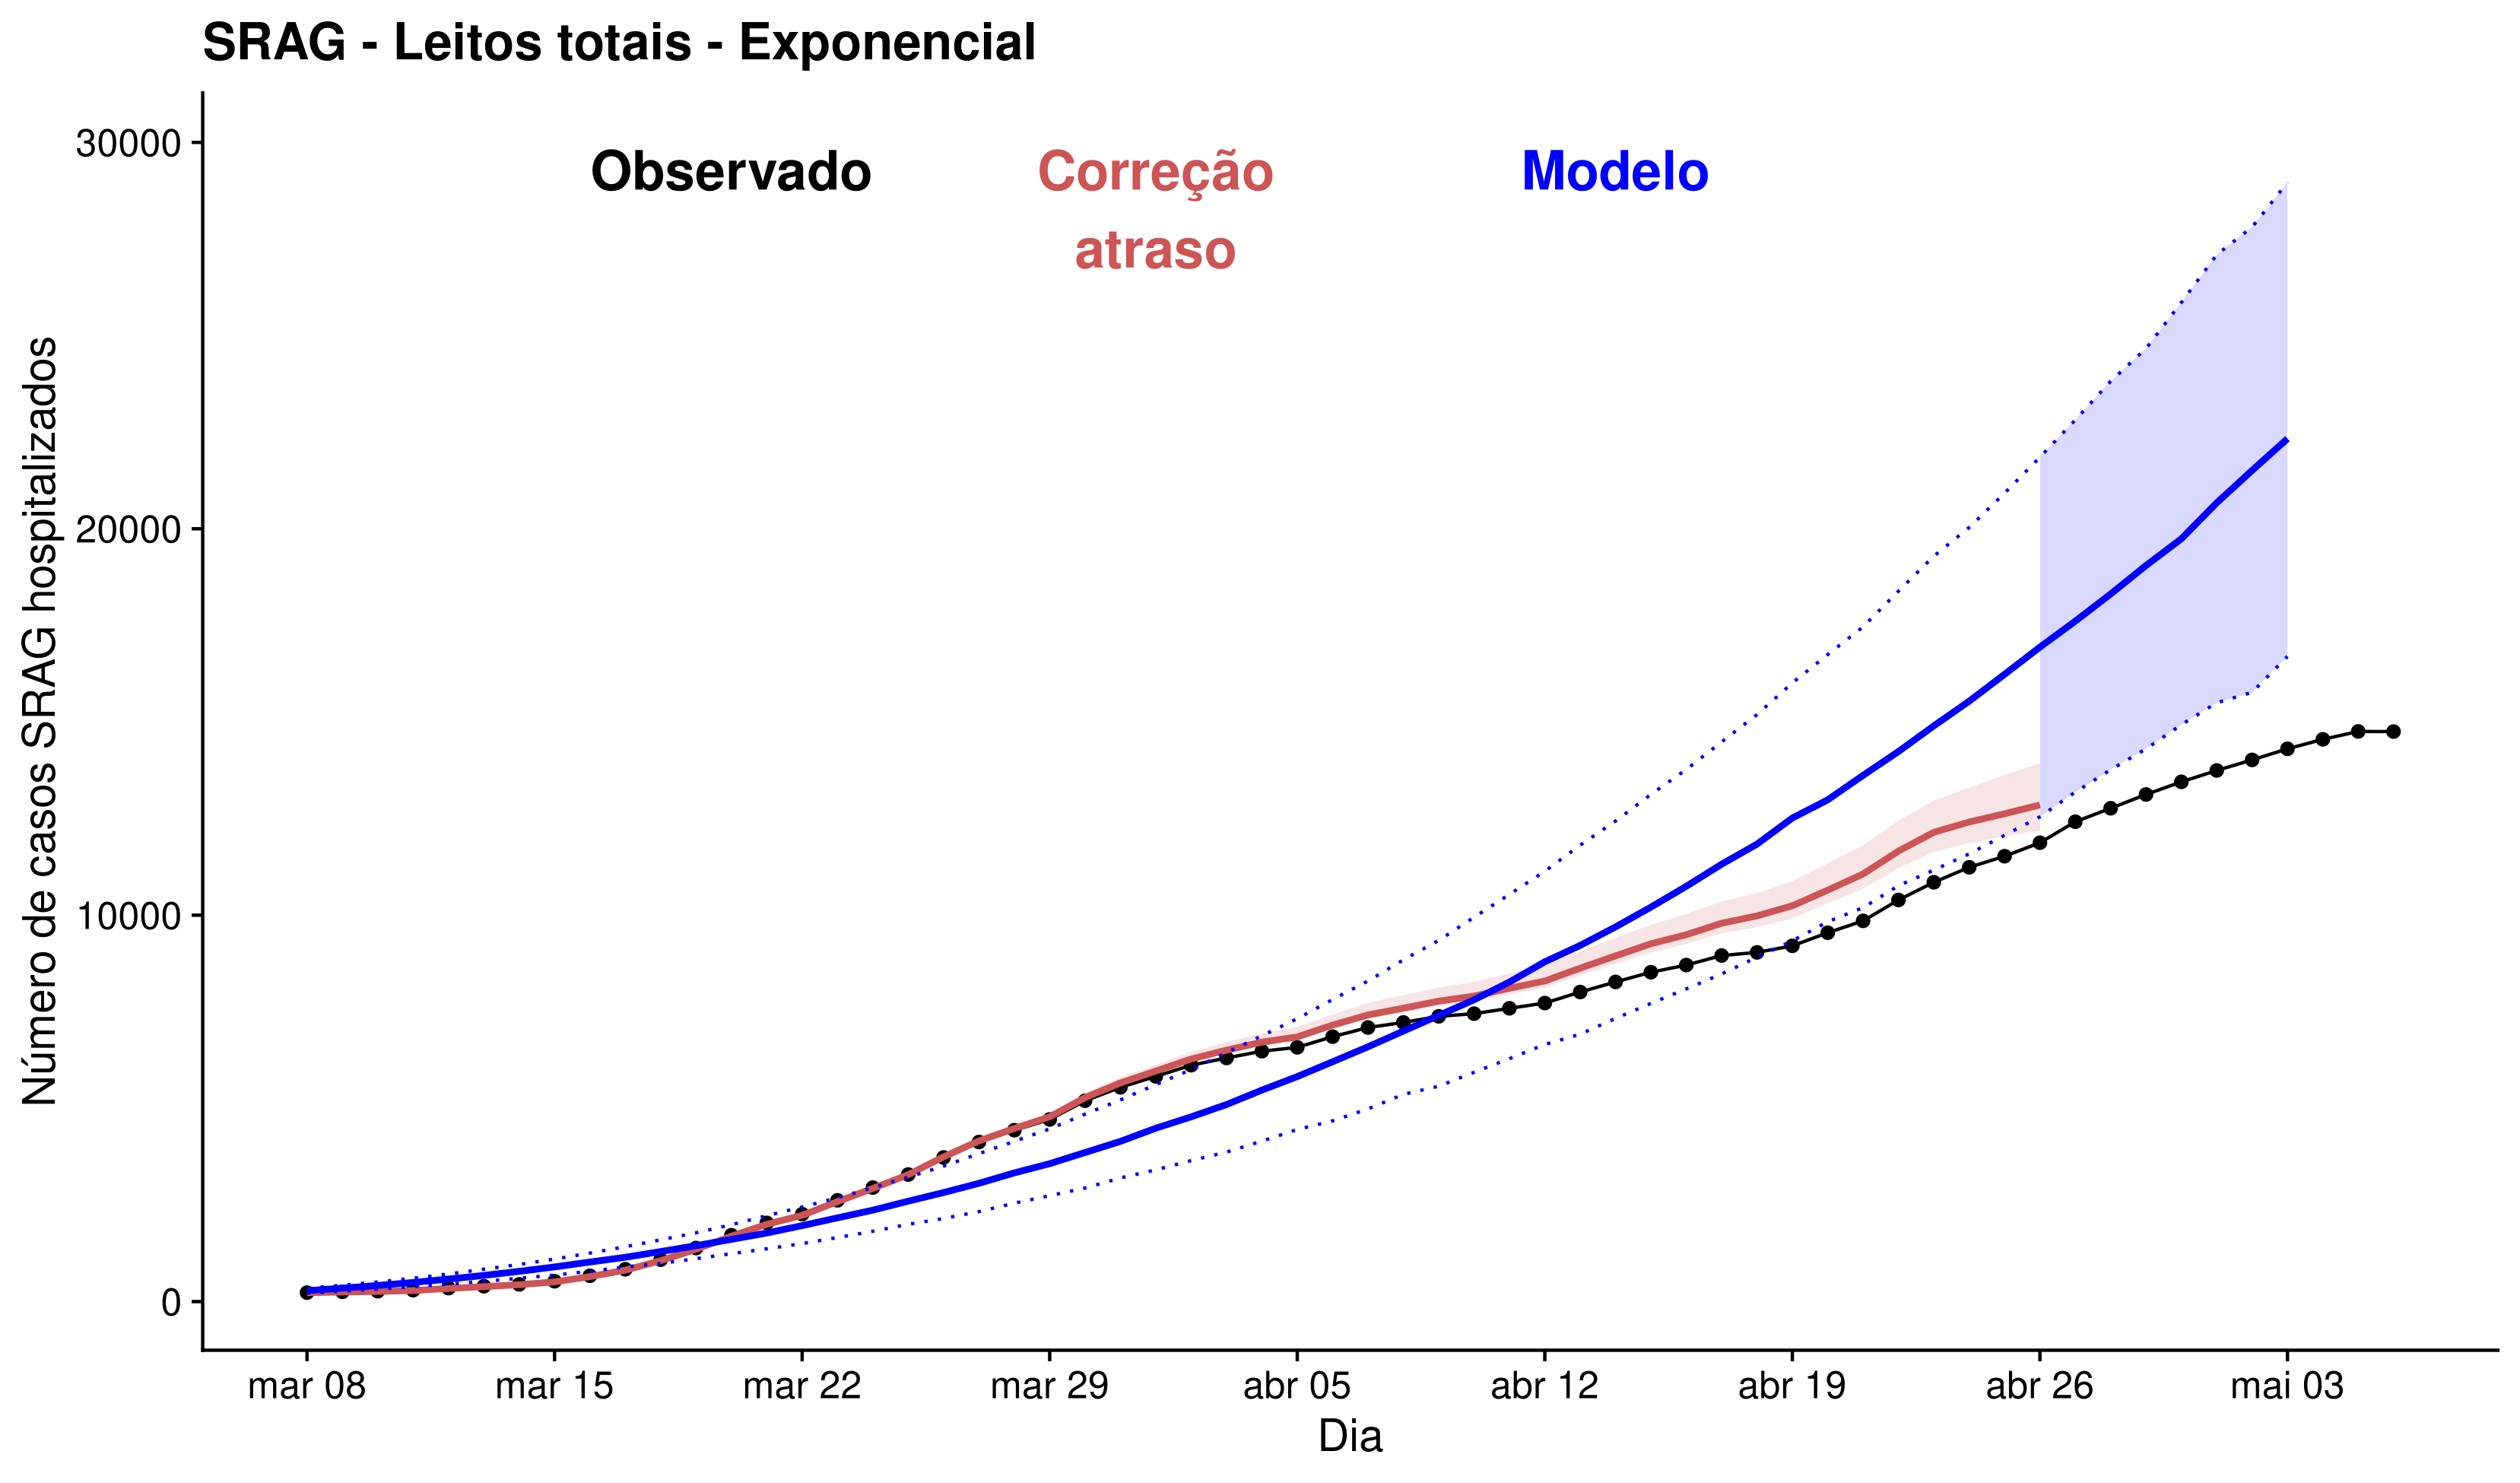 SRAG - Leitos totais - Exponencial
Número de casos SRAG hospitalizados
30000
20000
10000
0
Observado
Correção
atraso
Modelo
mar 08 mar 15 mar 22 mar 29 abr 05 abr 12 abr 19 abr 26 mai 03
Dia